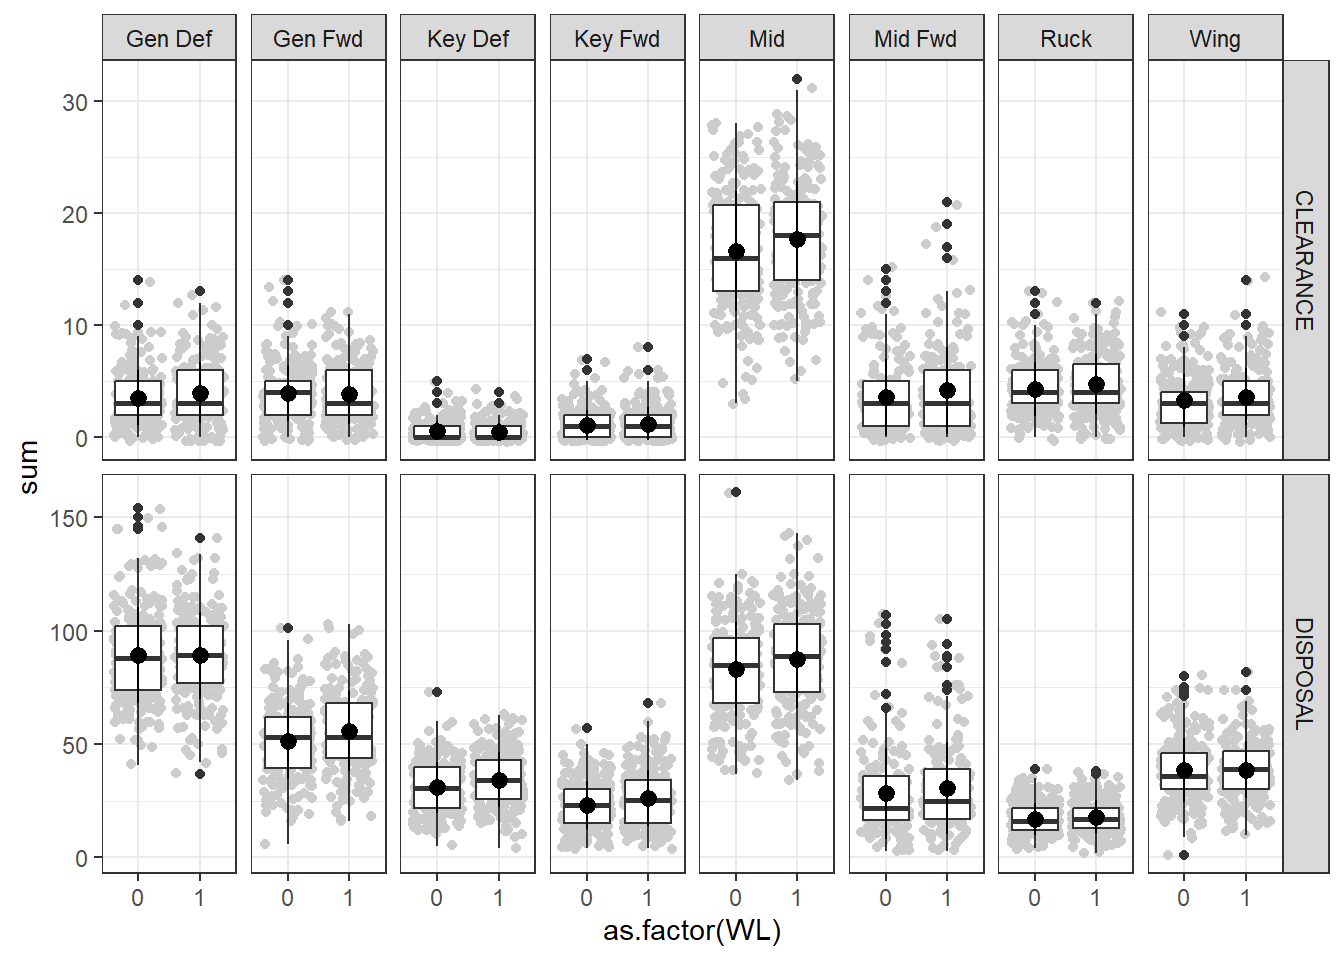 Gen Def Gen Fwd Key Def Key Fwd Mid Mid Fwd Ruck Wing
30
20
10
0
CLEARANCE
sum
150
100
50
0
DISPOSAL
0 1 0 1 0 1 0 1 0 1 0 1 0 1 0 1
as.factor(WL)